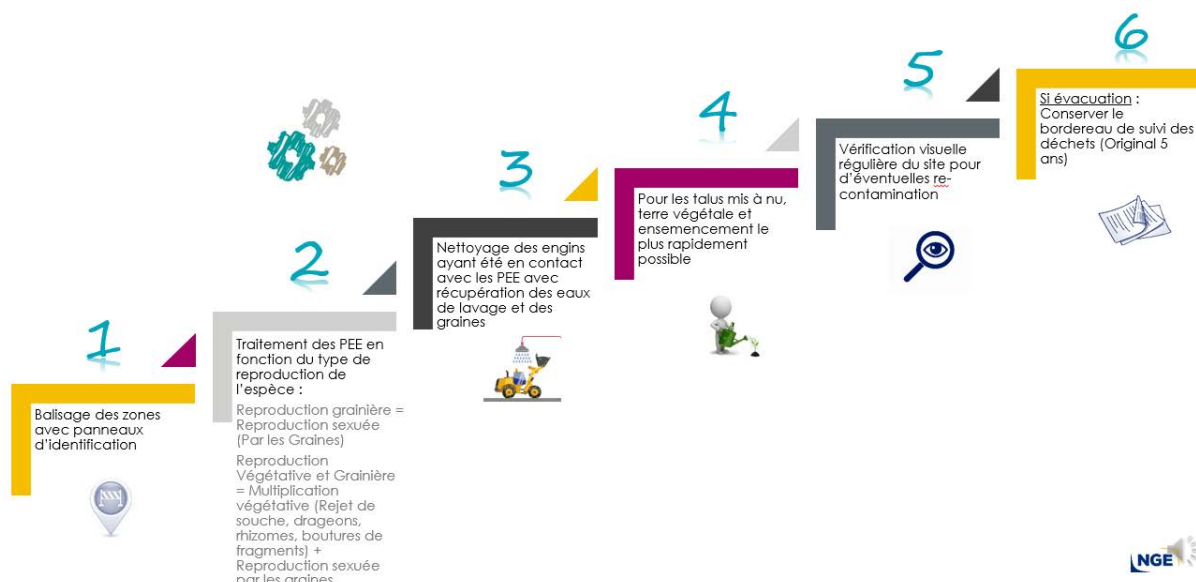 1
Balisage des zones
avec panneaux
d'identification
2
Traitement des PEE en
fonction du type de
reproduction de
l'espèce :
Reproduction grainière =
Reproduction sexuée
(Par les Graines)
Reproduction
Végétative et Grainière
= Multiplication
végétative (Rejet de
souche, drageons,
rhizomes, boutures de
fragments) +
Reproduction sexuée
par les graines
3
Nettoyage des engins
ayant été en contact
avec les PEE avec
récupération des eaux
de lavage et des
graines
4
Pour les talus mis à nu,
terre végétale et
ensemencement le
plus rapidement
possible
5
Vérification visuelle
régulière du site pour
d'éventuelles re-
contamination
6
Si évacuation :
Conserver le
bordereau de suivi des
déchets (Original 5
ans)
NGE